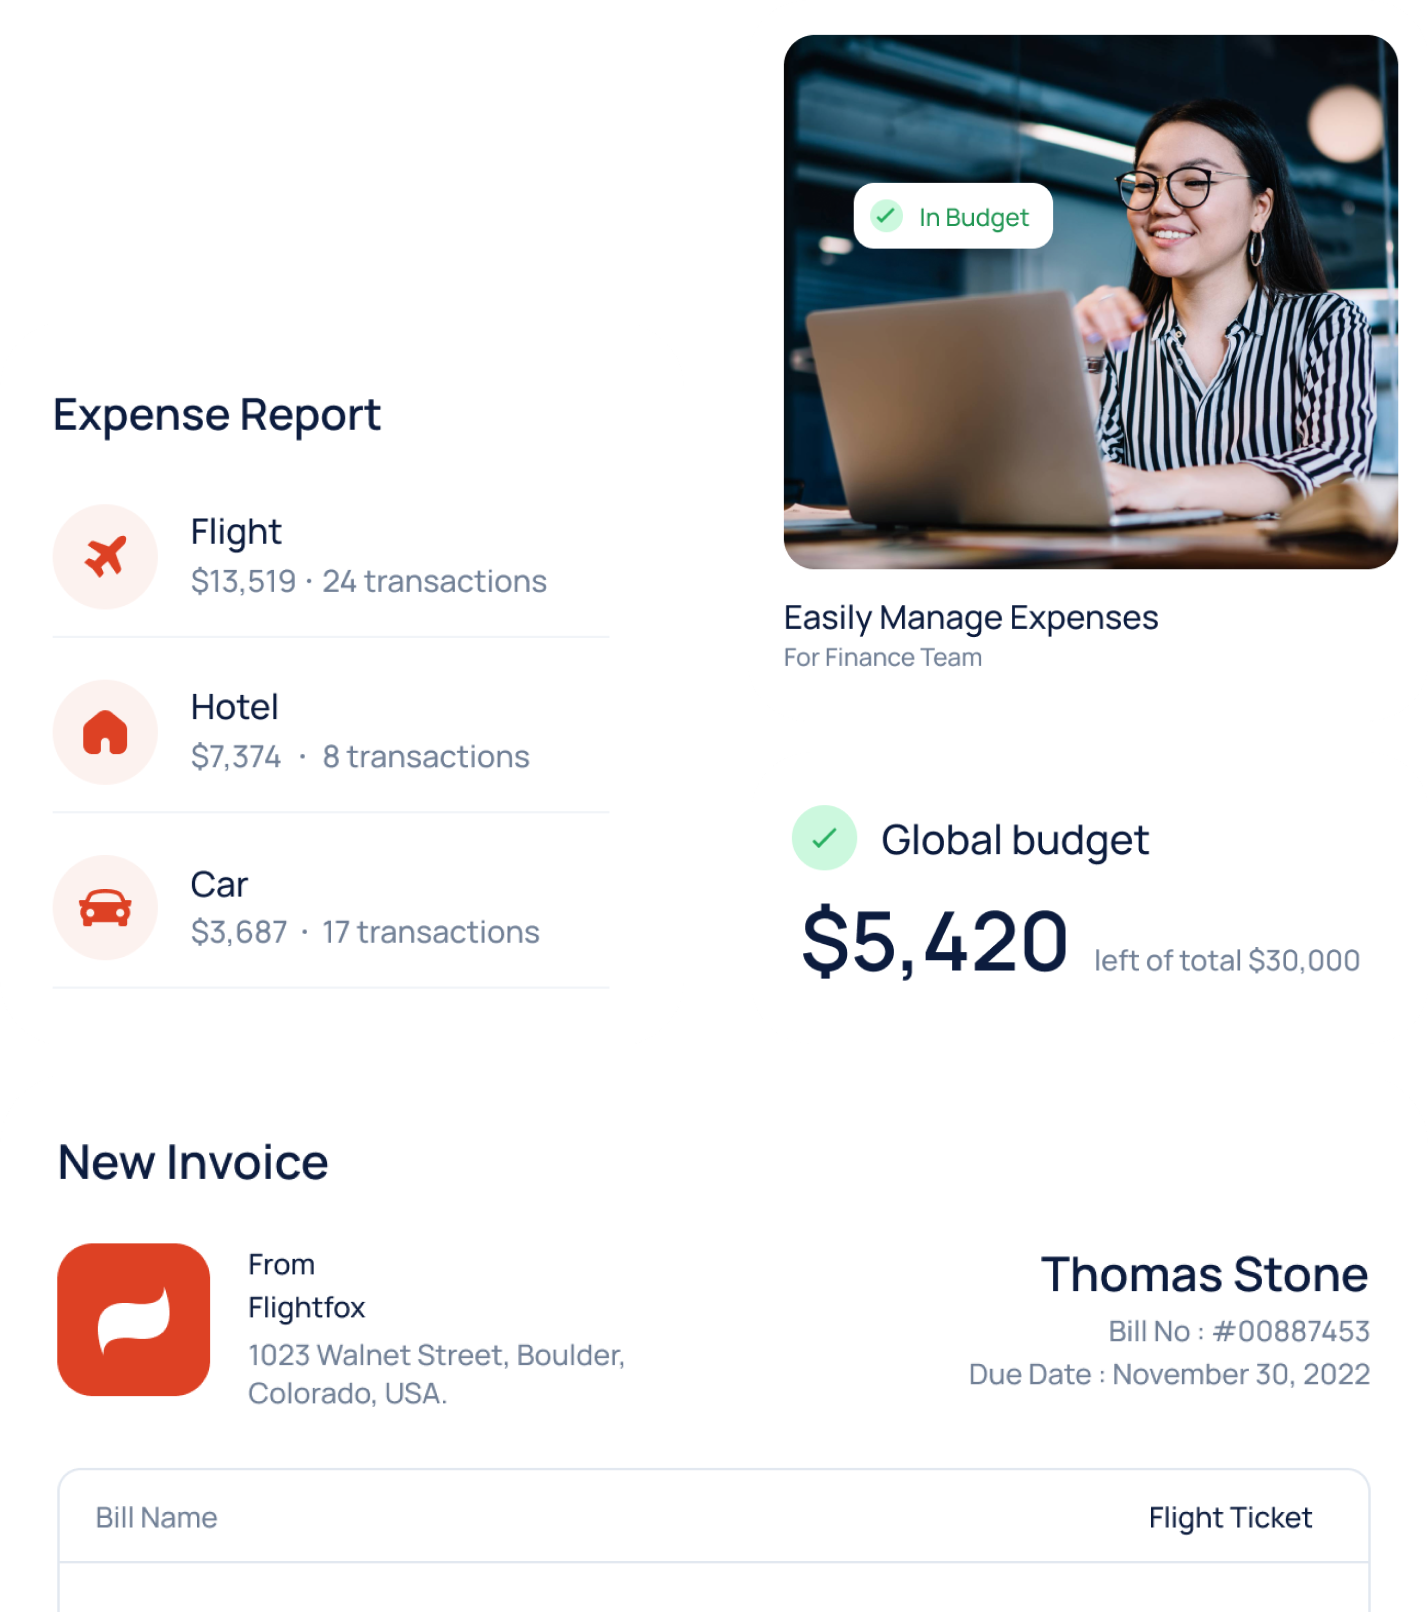 In Budget
Expense Report
Flight
$13,519 · 24 transactions
Hotel
$7,374 · 8 transactions
Car
$3,687 · 17 transactions
Easily Manage Expenses
For Finance Team
Global budget
$5,420 left of total $30,000
New Invoice
From
Flightfox
1023 Walnet Street, Boulder,
Colorado, USA.
Thomas Stone
Bill No : #00887453
Due Date : November 30, 2022
Bill Name
Flight Ticket